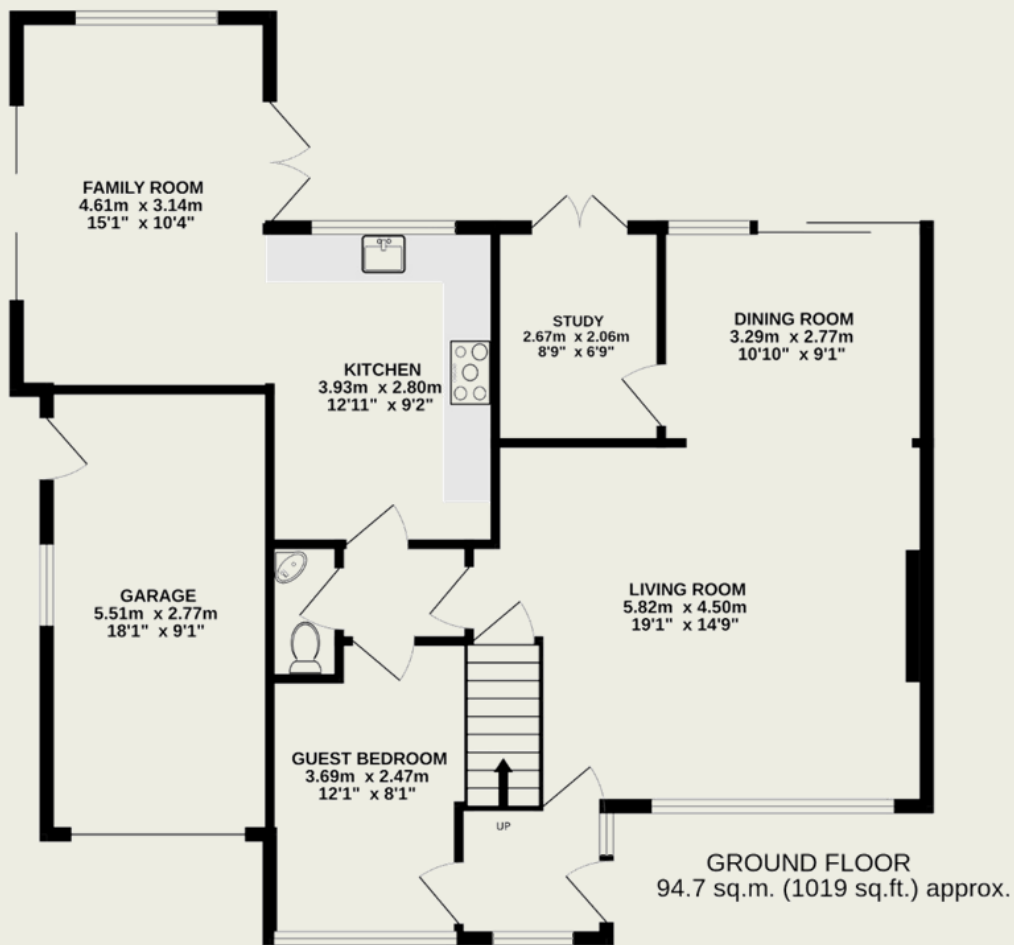 FAMILY ROOM
4.61m x 3.14m
15'1" x 10'4"
KITCHEN
3.93m x 2.80m
12'11" x 9'2"
STUDY
2.67m x 2.06m
8'9" x 6'9"
DINING ROOM
3.29m x 2.77m
10'10" x 9'1"
GARAGE
5.51m x 2.77m
18'1" x 9'1"
LIVING ROOM
5.82m x 4.50m
19'1" x 14'9"
GUEST BEDROOM
3.69m x 2.47m
12'1" x 8'1"
UP
GROUND FLOOR
94.7 sq.m. (1019 sq.ft.) approx.